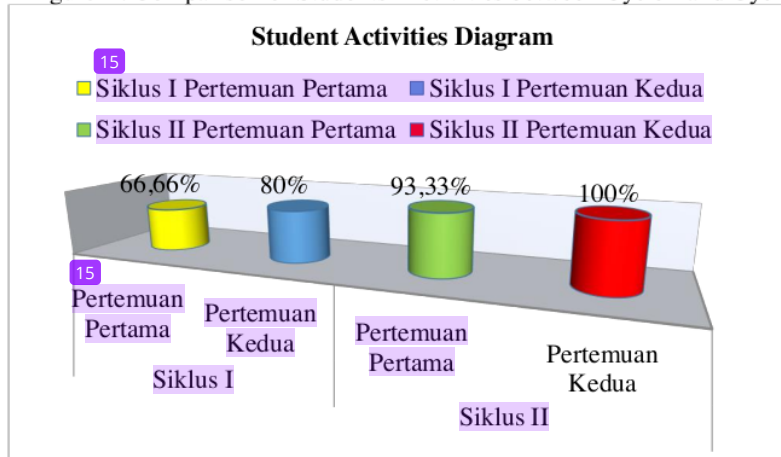 Student Activities Diagram
15
Siklus I Pertemuan Pertama Siklus I Pertemuan Kedua
Siklus II Pertemuan Pertama Siklus II Pertemuan Kedua
66,66% 80% 93,33% 100%
15
Pertemuan
Pertama
Pertemuan
Kedua
Pertemuan
Pertama
Pertemuan
Kedua
Siklus I
Siklus II